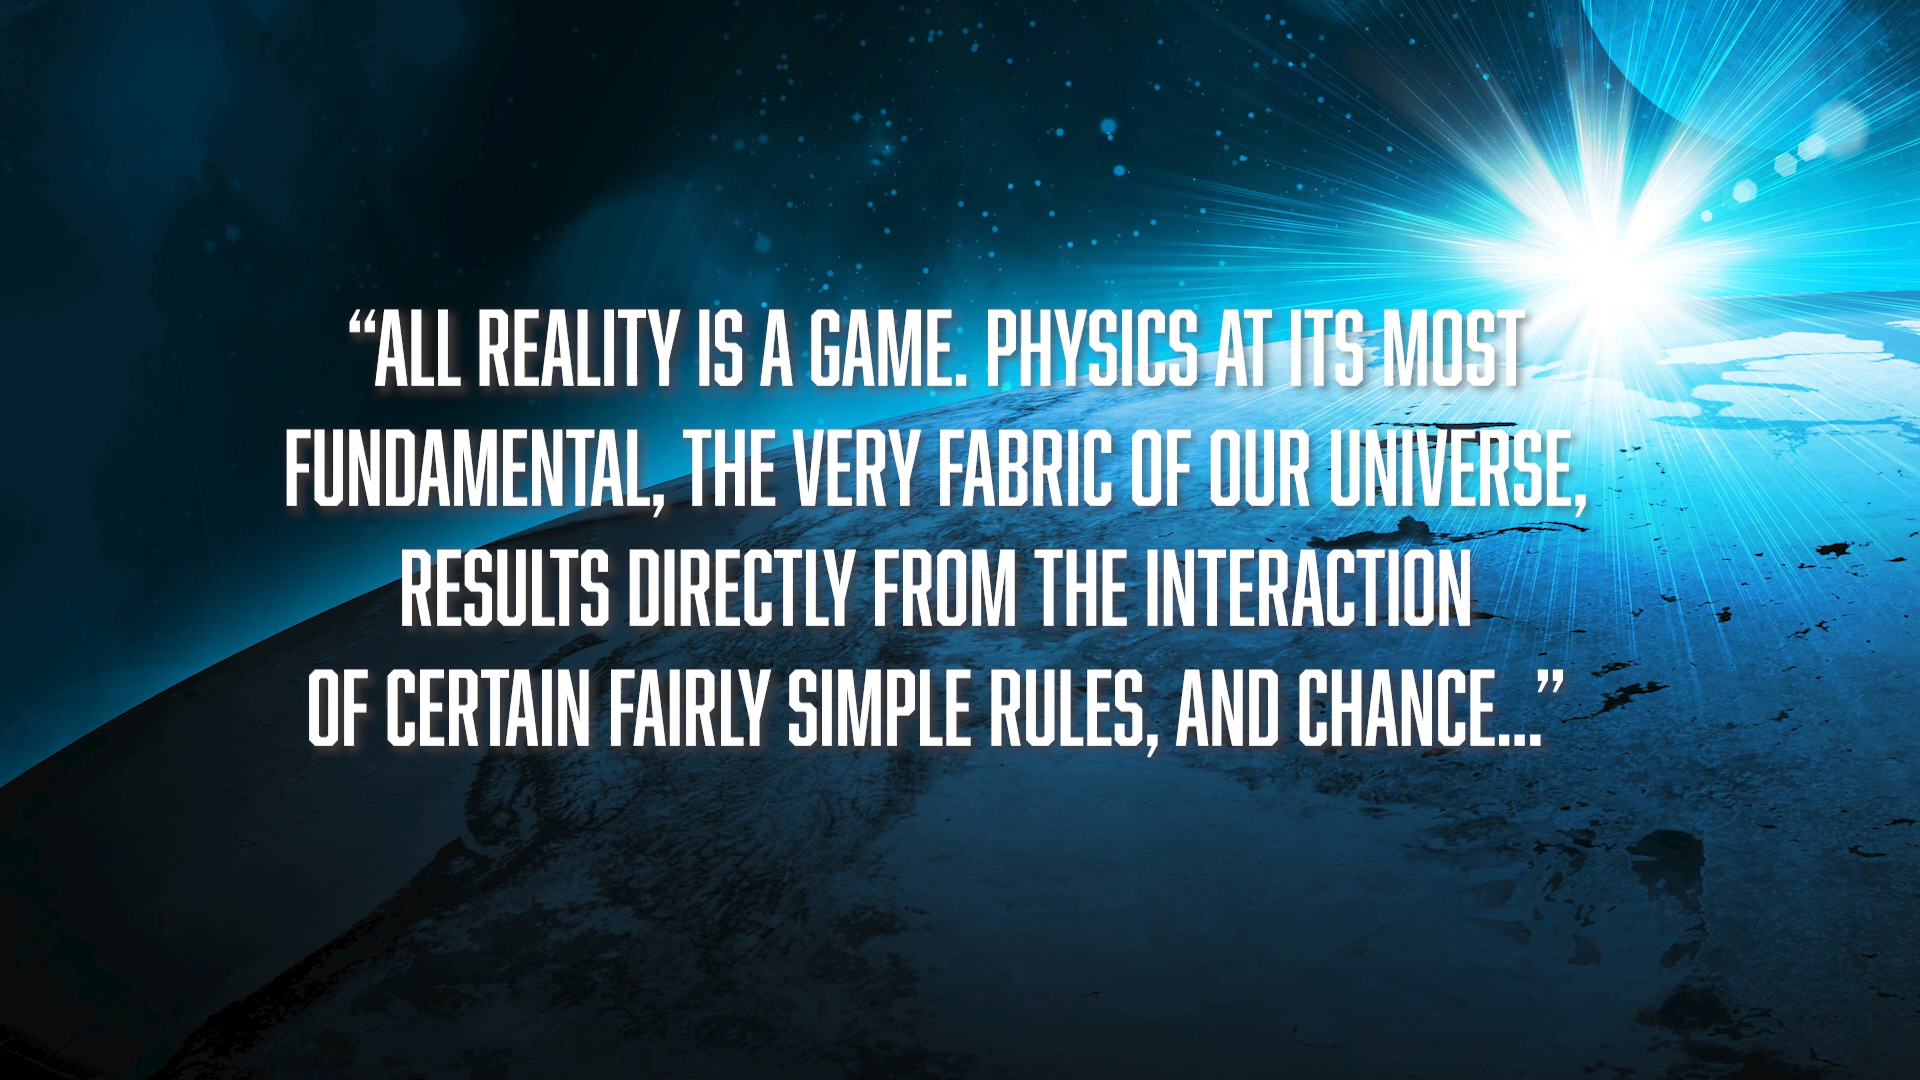 “ALL REALITY IS A GAME. PHYSICS AT ITS MOST
FUNDAMENTAL, THE VERY FABRIC OF OUR UNIVERSE,
RESULTS DIRECTLY FROM THE INTERACTION
OF CERTAIN FAIRLY SIMPLE RULES, AND CHANCE...”